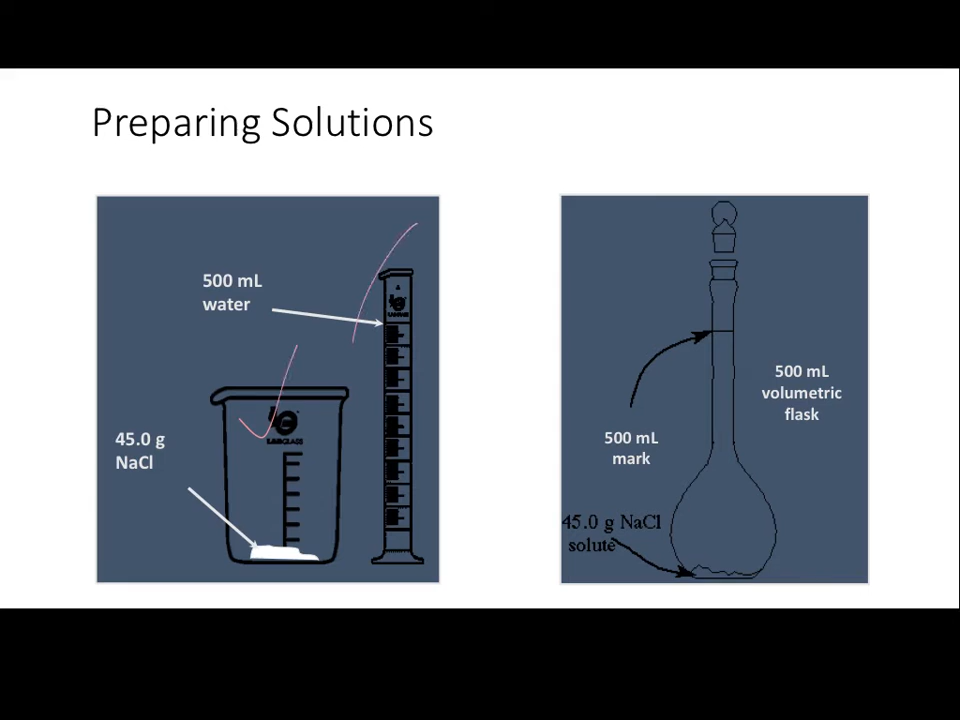 Preparing Solutions
500 mL
water
45.0 g
NaCl
500 mL
volumetric
flask
500 mL
mark
45.0 g NaCl
solute